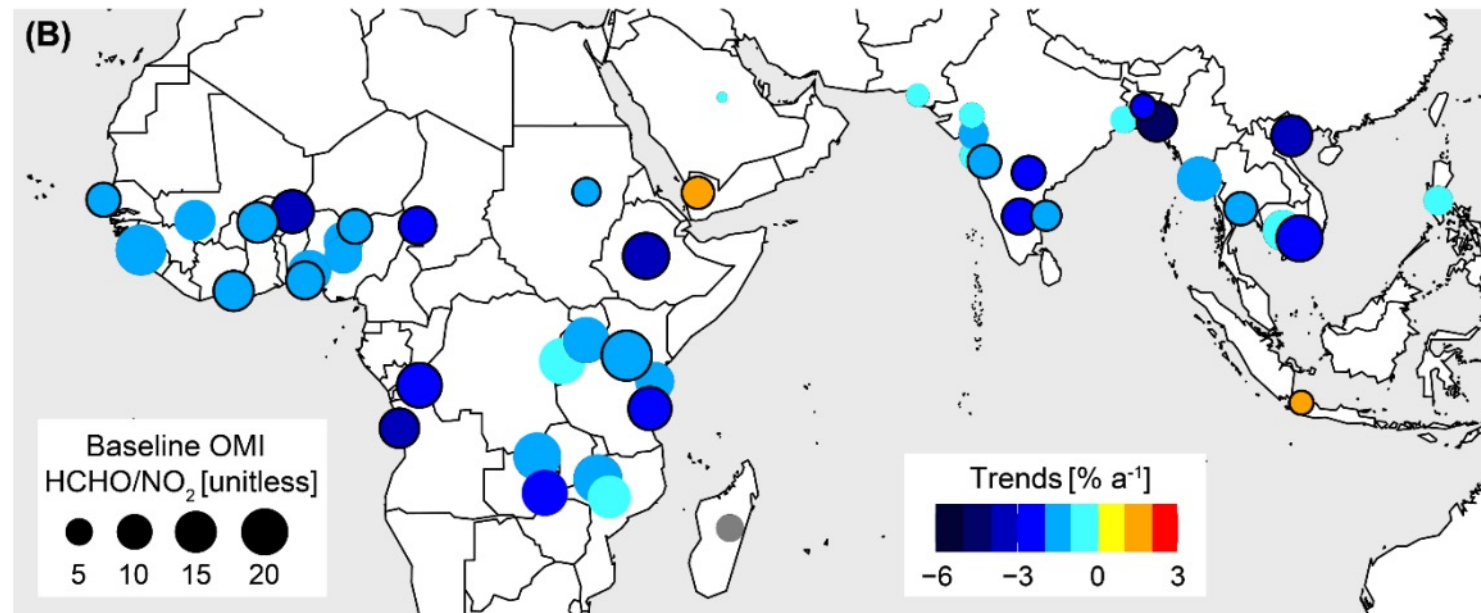 (B)
Baseline OMI
HCHO/NO₂ [unitless]
5 10 15 20
Trends [% a⁻¹]
−6 −3 0 3